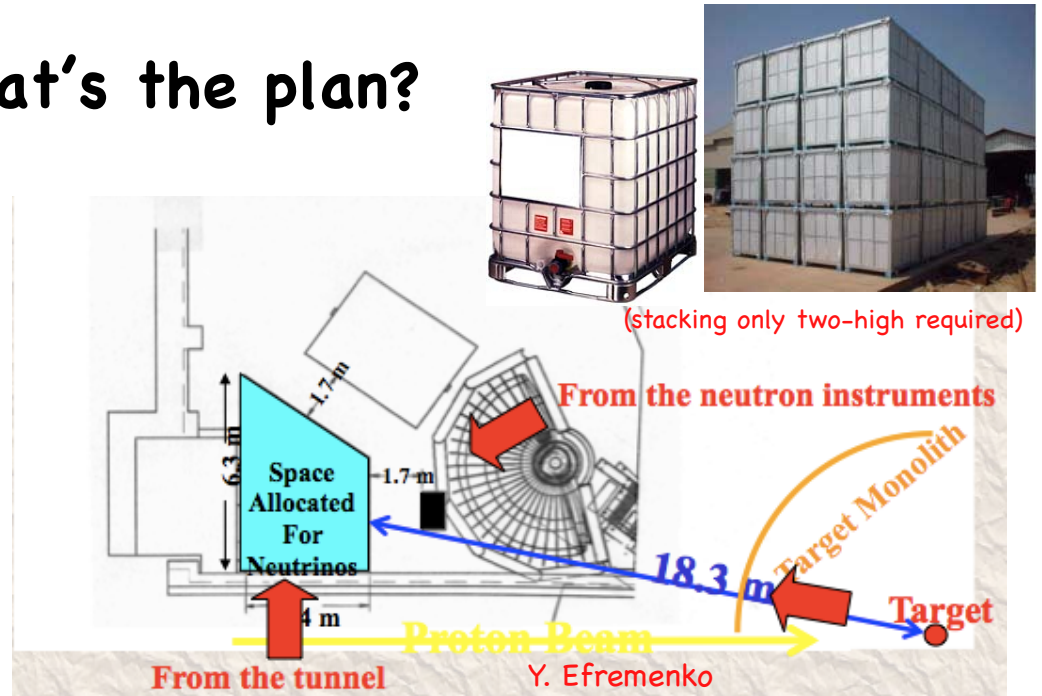 at's the plan?
(stacking only two-high required)
1.7 m
From the neutron instruments
6.3 m
Space
Allocated
For
Neutrinos
1.7 m
Target Monolith
18.3 m
Target
4 m
Proton Beam
From the tunnel
Y. Efremenko